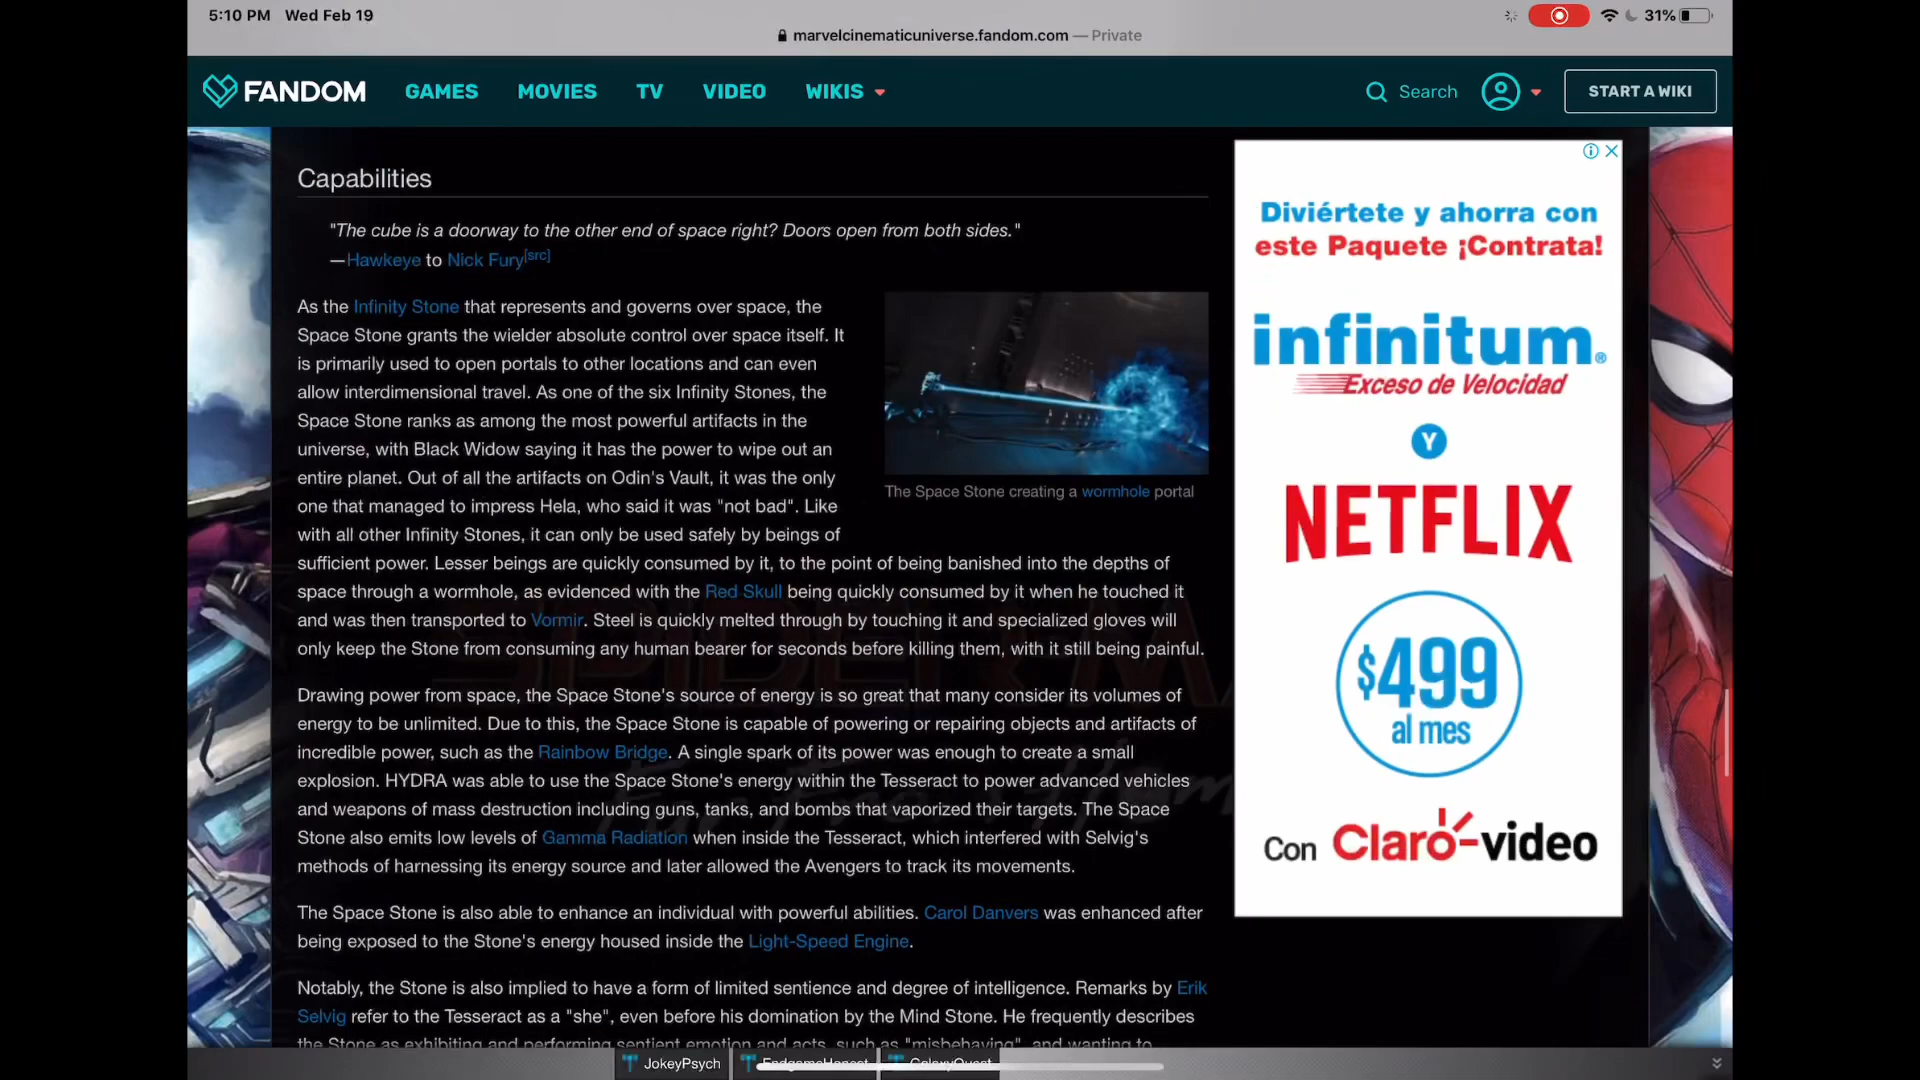 5:10 PM Wed Feb 19
31%
marvelcinematicuniverse.fandom.com — Private
FANDOM GAMES MOVIES TV VIDEO WIKIS Search START A WIKI
Capabilities
"The cube is a doorway to the other end of space right? Doors open from both sides."
—Hawkeye to Nick Fury[src]
As the Infinity Stone that represents and governs over space, the
Space Stone grants the wielder absolute control over space itself. It
is primarily used to open portals to other locations and can even
allow interdimensional travel. As one of the six Infinity Stones, the
Space Stone ranks as among the most powerful artifacts in the
universe, with Black Widow saying it has the power to wipe out an
entire planet. Out of all the artifacts on Odin's Vault, it was the only
one that managed to impress Hela, who said it was "not bad". Like
with all other Infinity Stones, it can only be used safely by beings of
sufficient power. Lesser beings are quickly consumed by it, to the point of being banished into the depths of
space through a wormhole, as evidenced with the Red Skull being quickly consumed by it when he touched it
and was then transported to Vormir. Steel is quickly melted through by touching it and specialized gloves will
only keep the Stone from consuming any human bearer for seconds before killing them, with it still being painful.
The Space Stone creating a wormhole portal
Drawing power from space, the Space Stone's source of energy is so great that many consider its volumes of
energy to be unlimited. Due to this, the Space Stone is capable of powering or repairing objects and artifacts of
incredible power, such as the Rainbow Bridge. A single spark of its power was enough to create a small
explosion. HYDRA was able to use the Space Stone's energy within the Tesseract to power advanced vehicles
and weapons of mass destruction including guns, tanks, and bombs that vaporized their targets. The Space
Stone also emits low levels of Gamma Radiation when inside the Tesseract, which interfered with Selvig's
methods of harnessing its energy source and later allowed the Avengers to track its movements.
The Space Stone is also able to enhance an individual with powerful abilities. Carol Danvers was enhanced after
being exposed to the Stone's energy housed inside the Light-Speed Engine.
Notably, the Stone is also implied to have a form of limited sentience and degree of intelligence. Remarks by Erik
Selvig refer to the Tesseract as a "she", even before his domination by the Mind Stone. He frequently describes
the Stone as exhibiting and performing sentient emotion and acts, such as "misbehaving", and wanting to
Diviértete y ahorra con
este Paquete ¡Contrata!
infinitum®
Exceso de Velocidad
Y
NETFLIX
$499
al mes
Con Claro-video
JokeyPsych EndgameHonest GalaxyQuest